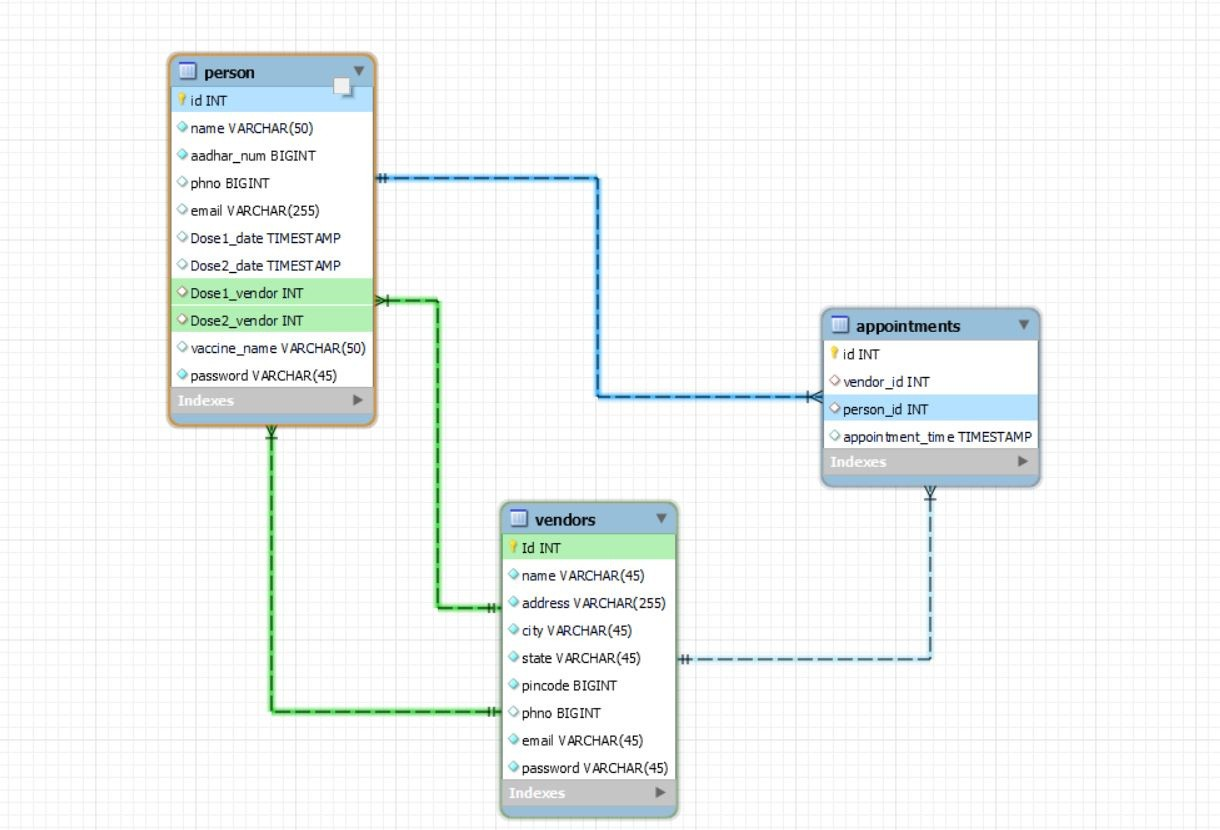 person
id INT
name VARCHAR(50)
aadhar_num BIGINT
phno BIGINT
email VARCHAR(255)
Dose1_date TIMESTAMP
Dose2_date TIMESTAMP
Dose1_vendor INT
Dose2_vendor INT
vaccine_name VARCHAR(50)
password VARCHAR(45)
Indexes
appointments
id INT
vendor_id INT
person_id INT
appointment_time TIMESTAMP
Indexes
vendors
Id INT
name VARCHAR(45)
address VARCHAR(255)
city VARCHAR(45)
state VARCHAR(45)
pincode BIGINT
phno BIGINT
email VARCHAR(45)
password VARCHAR(45)
Indexes